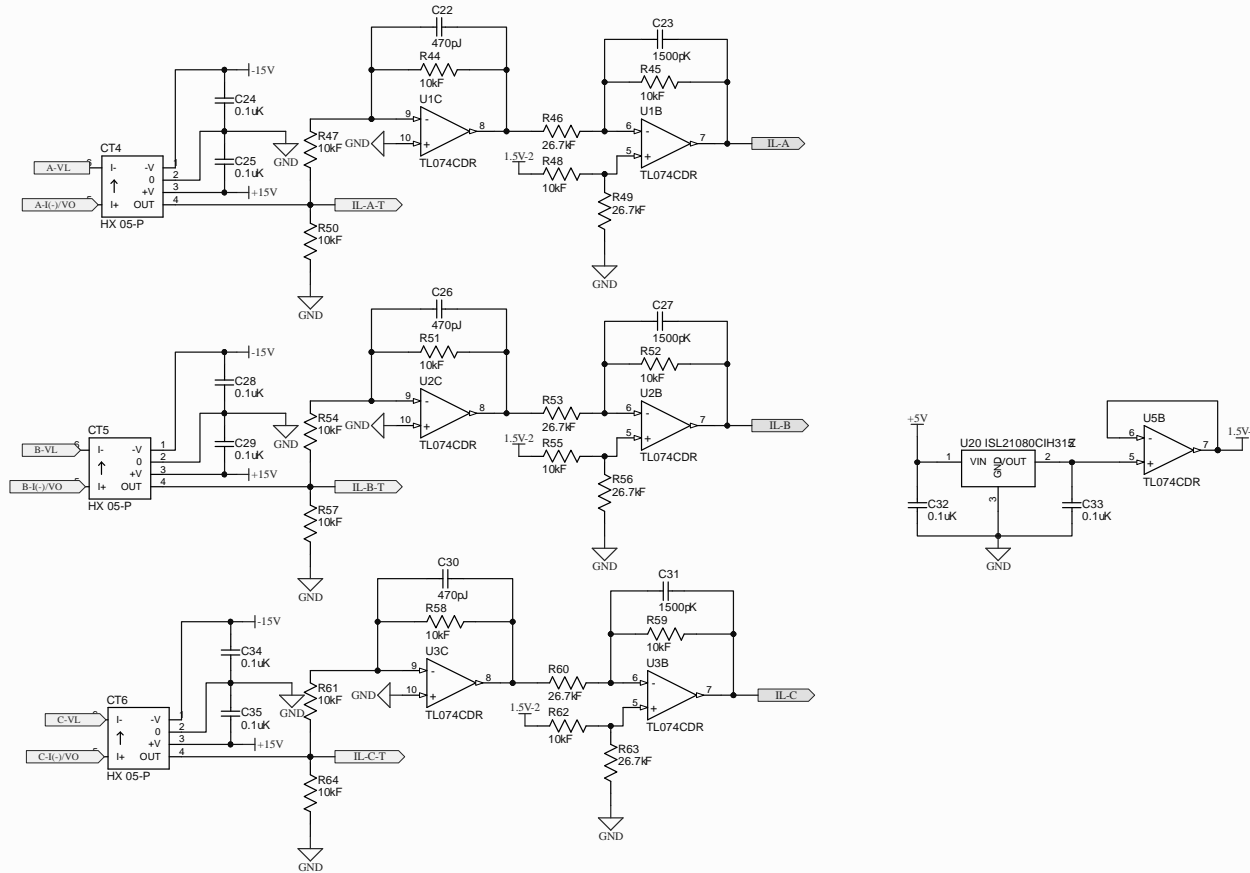 C22
470pJ
R44
10kF
U1C
9
10
8
GND
TL074CDR
C23
1500pK
R45
10kF
U1B
6
5
7
TL074CDR
IL-A
R46
26.7kF
1.5V-2
R48
10kF
R49
26.7kF
GND
-15V
C24
0.1uK
C25
0.1uK
GND
+15V
CT4
A-VL
A-I(-)/VO
I-
I+
-V
0
+V
OUT
1
2
3
4
HX 05-P
R47
10kF
IL-A-T
R50
10kF
GND
C26
470pJ
R51
10kF
U2C
9
10
8
GND
TL074CDR
C27
1500pK
R52
10kF
U2B
6
5
7
TL074CDR
IL-B
R53
26.7kF
1.5V-2
R55
10kF
R56
26.7kF
GND
-15V
C28
0.1uK
C29
0.1uK
GND
+15V
CT5
B-VL
B-I(-)/VO
I-
I+
-V
0
+V
OUT
1
2
3
4
HX 05-P
R54
10kF
IL-B-T
R57
10kF
GND
+5V
U20 ISL21080CIH315Z
1
VIN
GND
VOUT
2
3
C32
0.1uK
C33
0.1uK
GND
U5B
6
5
7
TL074CDR
C30
470pJ
R58
10kF
U3C
9
10
8
GND
TL074CDR
C31
1500pK
R59
10kF
U3B
6
5
7
TL074CDR
IL-C
R60
26.7kF
1.5V-2
R62
10kF
R63
26.7kF
GND
-15V
C34
0.1uK
C35
0.1uK
GND
+15V
CT6
C-VL
C-I(-)/VO
I-
I+
-V
0
+V
OUT
1
2
3
4
HX 05-P
R61
10kF
IL-C-T
R64
10kF
GND